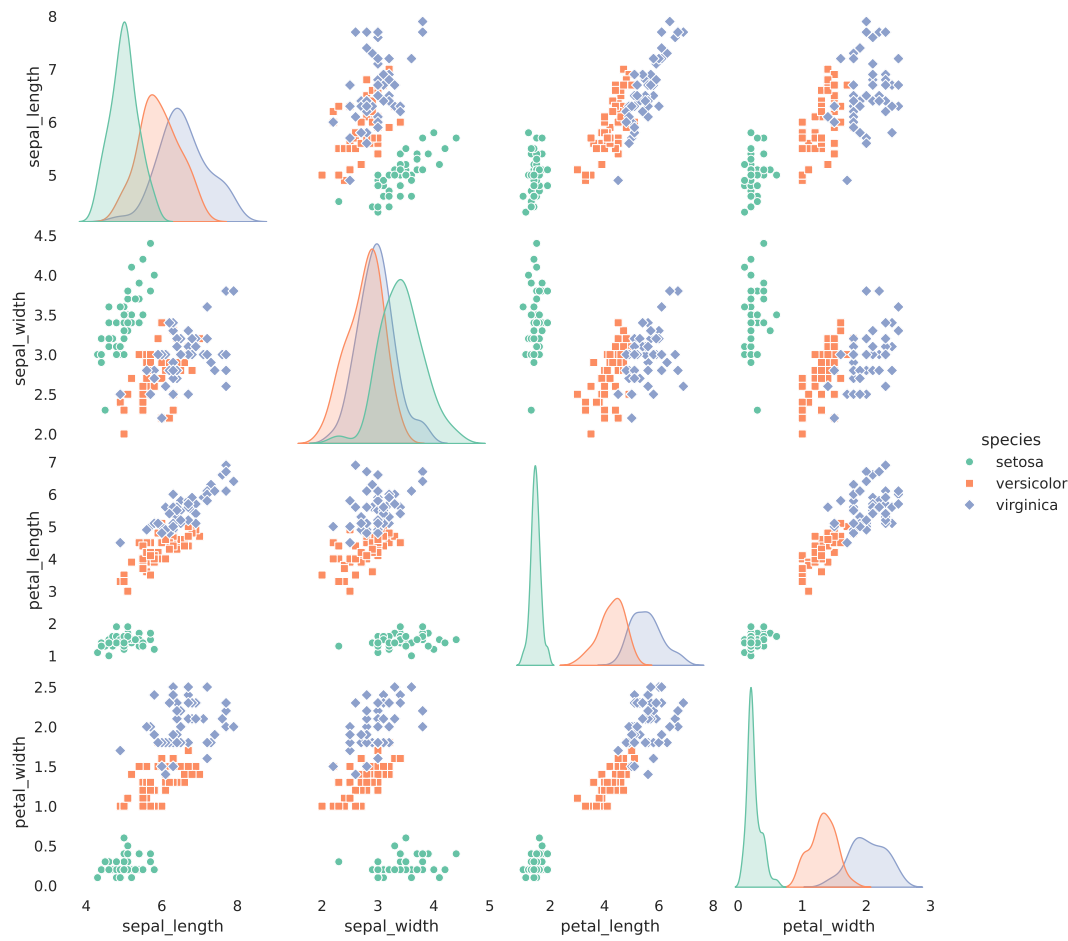 8
7
6
5
sepal_length
4.5
4.0
3.5
3.0
2.5
2.0
sepal_width
species
setosa
versicolor
virginica
7
6
5
4
3
2
1
petal_length
2.5
2.0
1.5
1.0
0.5
0.0
petal_width
4 6 8 2 3 4 5 2 4 6 8 0 1 2 3
sepal_length sepal_width petal_length petal_width